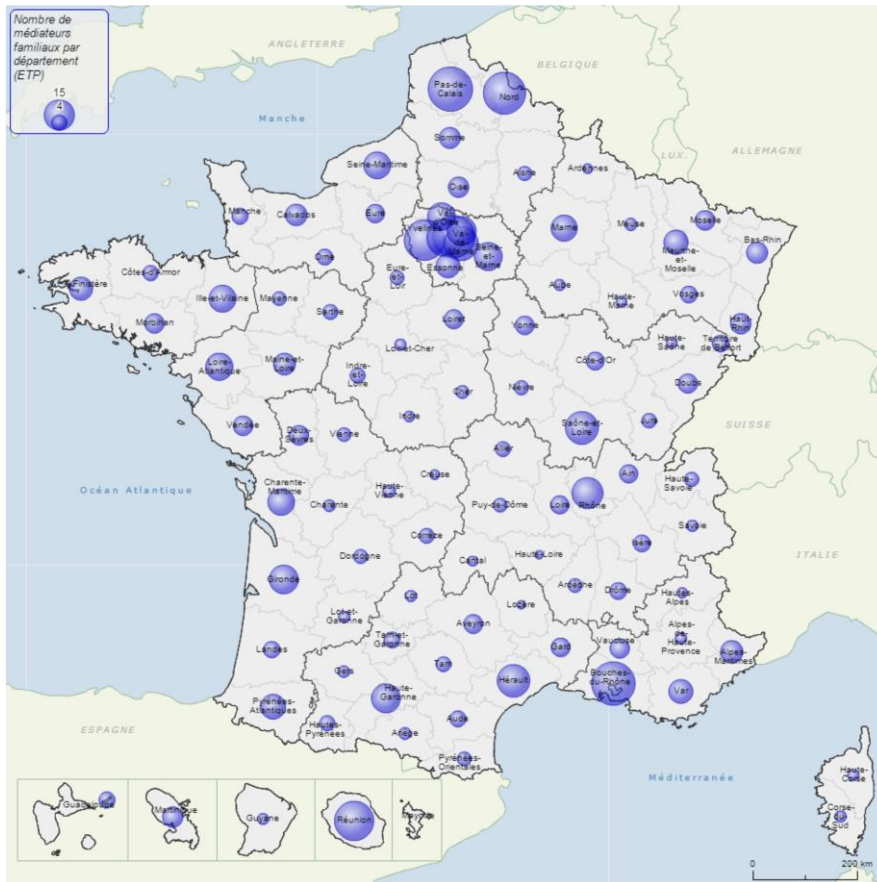 Nombre de
médiateurs
familiaux par
département
(ETP)
15
4
ANGLETERRE
BELGIQUE
Manche
LUX.
ALLEMAGNE
Pas-de-
Calais
Nord
Somme
Seine-Maritime
Aisne
Ardennes
Oise
Manche
Calvados
Eure
Yvelines
Val-
de-
Marne
Seine-
et-
Marne
Essonne
Marne
Meuse
Moselle
Meurthe-
et-
Moselle
Bas-Rhin
Orne
Eure-
et-
Loir
Aube
Haute-
Marne
Vosges
Haut-
Rhin
Finistère
Côtes-d'Armor
Ille-et-Vilaine
Mayenne
Morbihan
Sarthe
Loiret
Yonne
Haute-
Saône
Territoire
de Belfort
Loire-
Atlantique
Maine-et-
Loire
Indre-
et-
Loire
Loir-et-Cher
Cher
Nièvre
Côte-d'Or
Doubs
Jura
SUISSE
Vendée
Deux-
Sèvres
Vienne
Indre
Saône-et-
Loire
Allier
Océan Atlantique
Charente-
Maritime
Charente
Haute-
Vienne
Creuse
Puy-de-Dôme
Loire
Rhône
Ain
Haute-
Savoie
Savoie
Corrèze
Isère
ITALIE
Gironde
Dordogne
Cantal
Haute-Loire
Ardèche
Drôme
Hautes-
Alpes
Lot-et-
Garonne
Lot
Lozère
Aveyron
Alpes-
de-
Haute-
Provence
Landes
Tarn-et-
Garonne
Tarn
Gard
Vaucluse
Alpes-
Maritimes
Gers
Haute-
Garonne
Hérault
Bouches-
du-Rhône
Var
Pyrénées-
Atlantiques
Hautes-
Pyrénées
Ariège
Aude
Pyrénées-
Orientales
ESPAGNE
Méditerranée
Haute-
Corse
Corse-
du-
Sud
Guadeloupe
Martinique
Guyane
Réunion
Mayotte
0
200 km